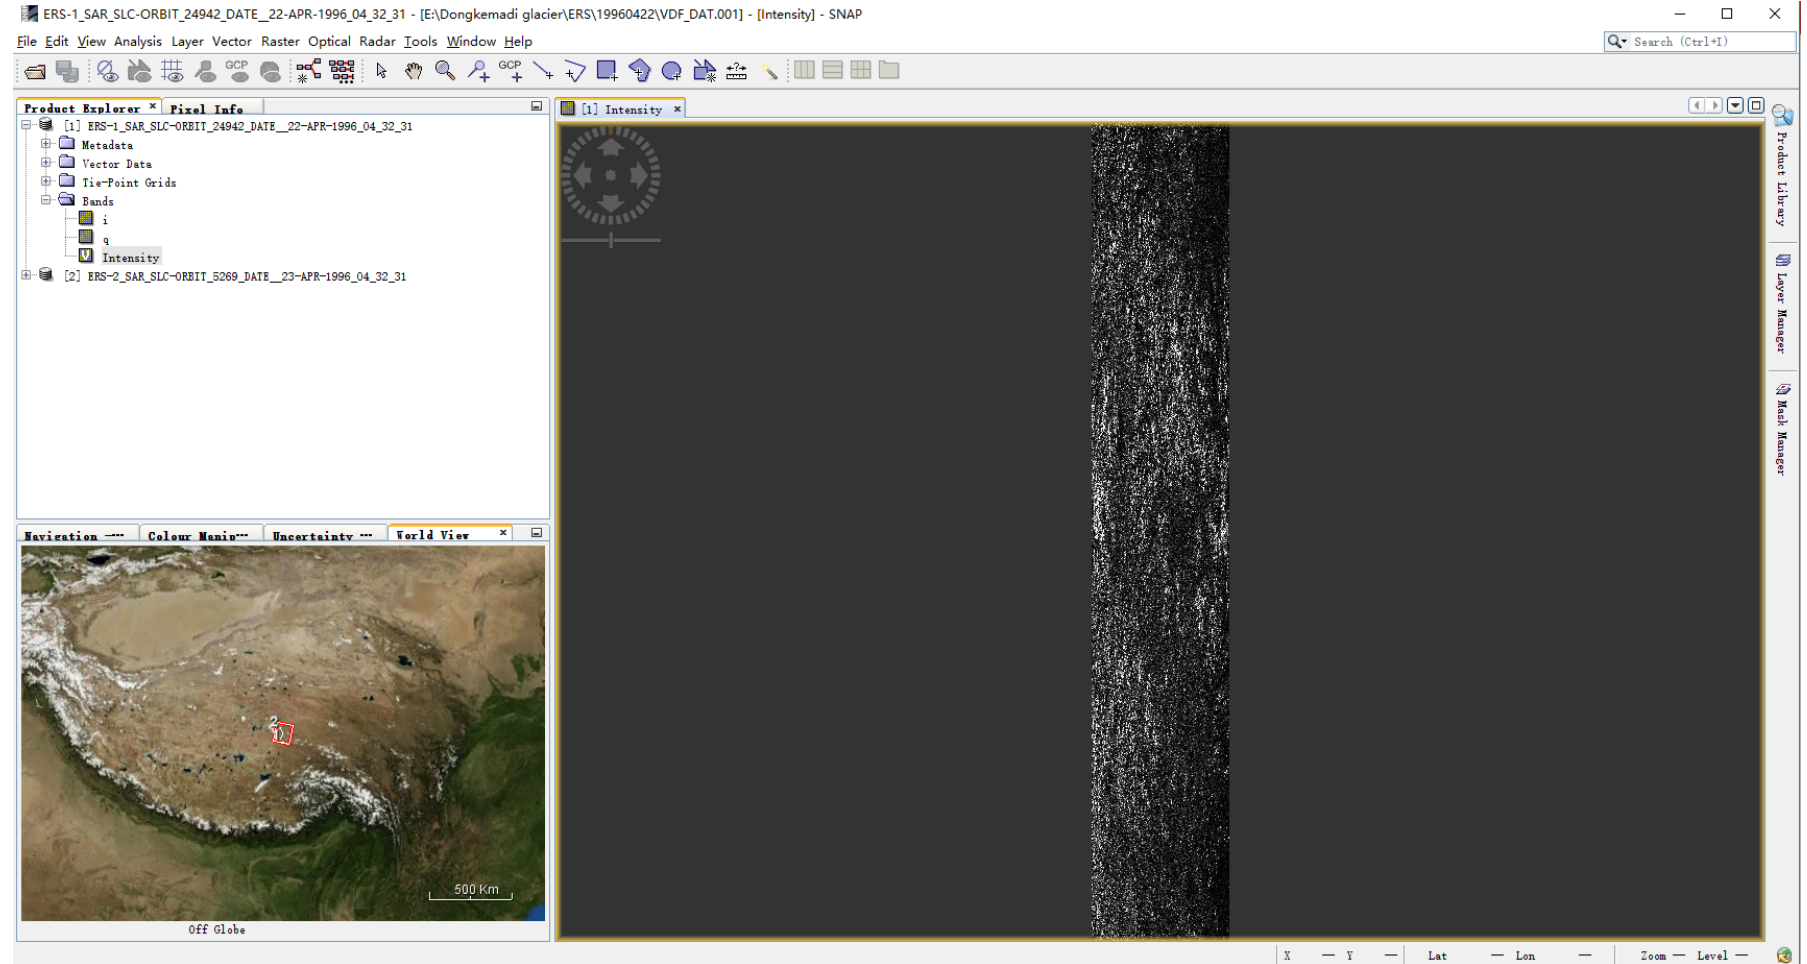 ERS-1_SAR_SLC-ORBIT_24942_DATE__22-APR-1996_04_32_31 - [E:\Dongkemadi glacier\ERS\19960422\VDF_DAT.001] - [Intensity] - SNAP
File Edit View Analysis Layer Vector Raster Optical Radar Tools Window Help
Search (Ctrl+I)
GCP GCP
Product Explorer Pixel Info
[1] Intensity
[1] ERS-1_SAR_SLC-ORBIT_24942_DATE__22-APR-1996_04_32_31
Metadata
Vector Data
Tie-Point Grids
Bands
i
q
Intensity
[2] ERS-2_SAR_SLC-ORBIT_5269_DATE__23-APR-1996_04_32_31
Product Library
Layer Manager
Mask Manager
Navigation —··· Colour Manip··· Uncertainty ··· World View
2
1
500 Km
Off Globe
X — Y — Lat — Lon — Zoom — Level —